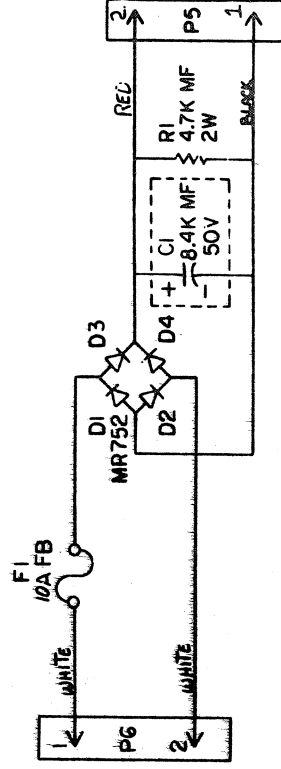 P6
1
2
WHITE
WHITE
F1
10A FB
D1
MR752
D2
D3
D4
+
C1
8.4K MF
50V
-
R1
4.7K MF
2W
RED
BLACK
P5
2
1